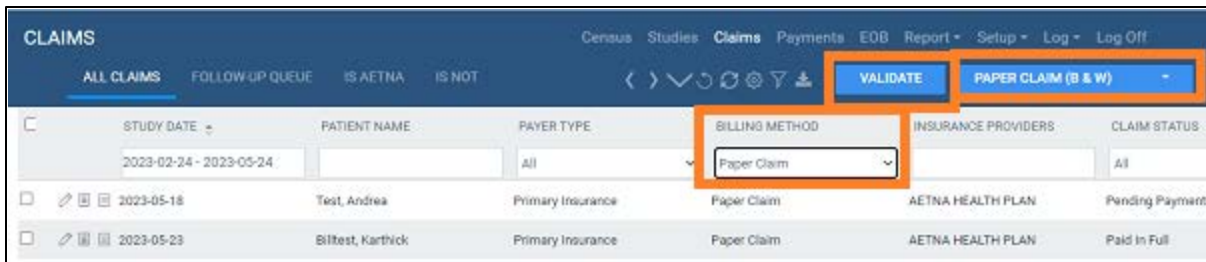 CLAIMS Census Studies Claims Payments EOB Report Setup Log Log Off
ALL CLAIMS FOLLOW-UP QUEUE IS AETNA IS NOT VALIDATE PAPER CLAIM (B & W)
STUDY DATE PATIENT NAME PAYER TYPE BILLING METHOD INSURANCE PROVIDERS CLAIM STATUS
2023-02-24 - 2023-05-24 All Paper Claim All
2023-05-18 Test, Andrea Primary Insurance Paper Claim AETNA HEALTH PLAN Pending Payment
2023-05-23 Billtest, Karthick Primary Insurance Paper Claim AETNA HEALTH PLAN Paid In Full